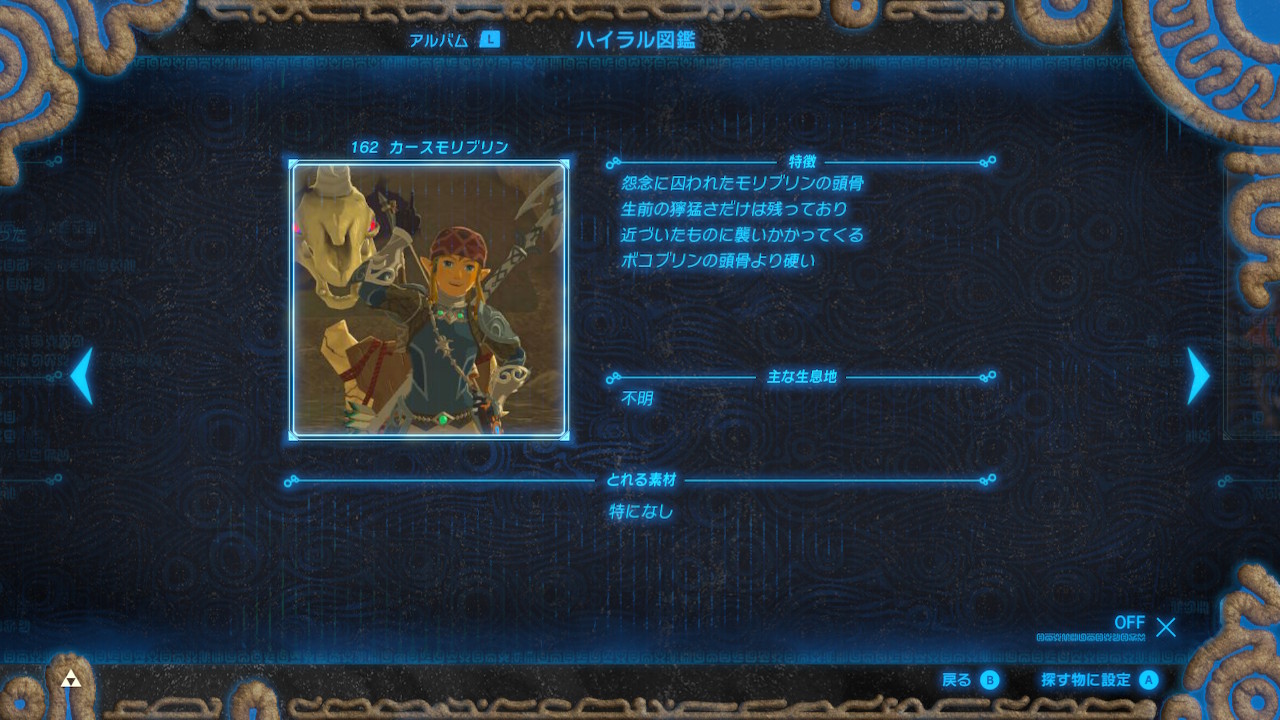 アルバム L
ハイラル図鑑
162 カースモリブリン
特徴
怨念に囚われたモリブリンの頭骨
生前の獰猛さだけは残っており
近づいたものに襲いかかってくる
ボコブリンの頭骨より硬い
主な生息地
不明
とれる素材
特になし
OFF
戻る B
探す物に設定 A